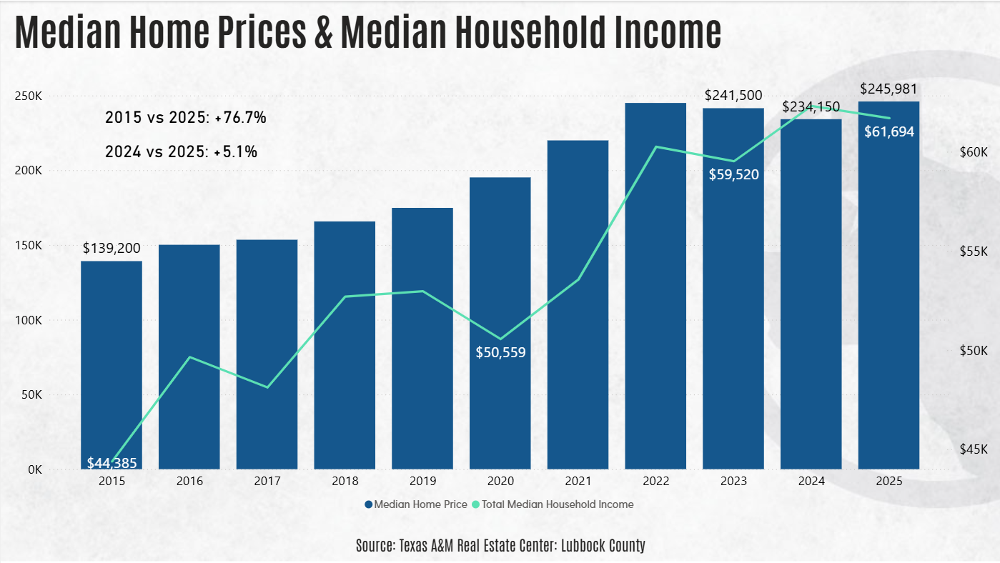 Median Home Prices & Median Household Income
2015 vs 2025: +76.7%
2024 vs 2025: +5.1%
250K
200K
150K
100K
50K
0K
$139,200
$241,500
$234,150
$245,981
$44,385
$50,559
$59,520
$61,694
$60K
$55K
$50K
$45K
2015 2016 2017 2018 2019 2020 2021 2022 2023 2024 2025
Median Home Price Total Median Household Income
Source: Texas A&M Real Estate Center: Lubbock County